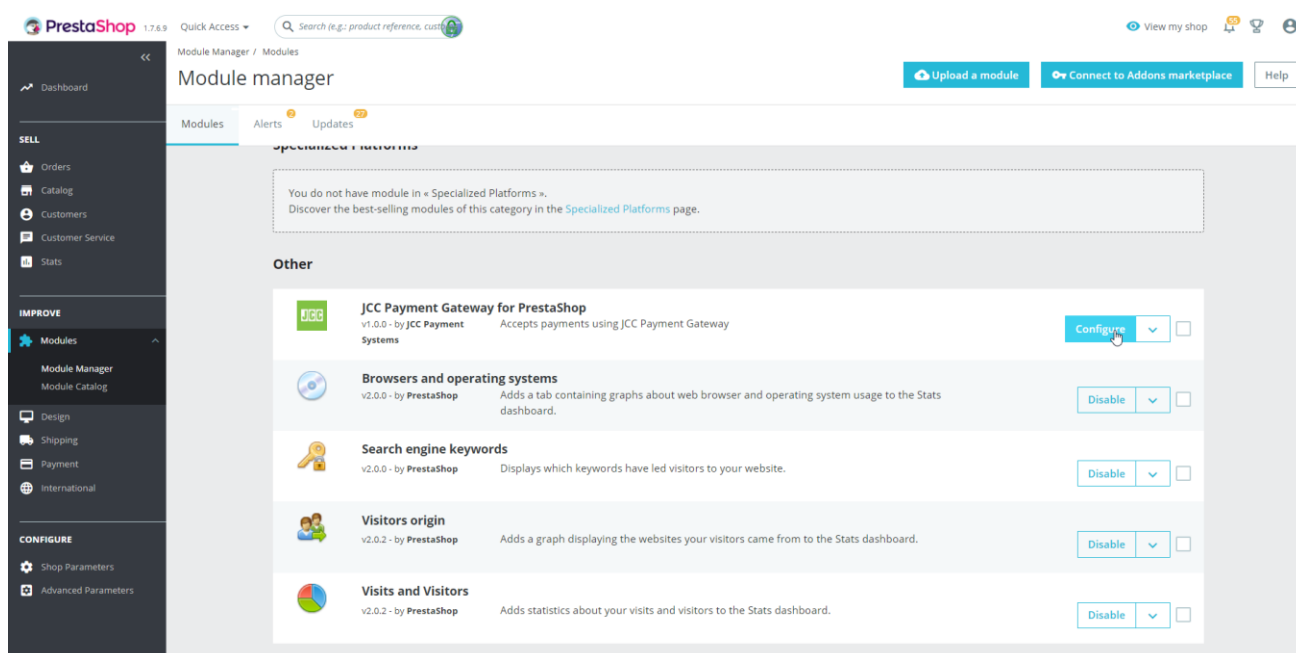 PrestaShop 1.7.6.9 Quick Access Search (e.g.: product reference, cust View my shop 55
Module Manager / Modules
Module manager
Upload a module Connect to Addons marketplace Help
Modules Alerts 2 Updates 27
Dashboard
SELL
Orders
Catalog
Customers
Customer Service
Stats
IMPROVE
Modules
Module Manager
Module Catalog
Design
Shipping
Payment
International
CONFIGURE
Shop Parameters
Advanced Parameters
Specialized Platforms
You do not have module in « Specialized Platforms ».
Discover the best-selling modules of this category in the Specialized Platforms page.
Other
JCC
JCC Payment Gateway for PrestaShop
v1.0.0 - by JCC Payment Accepts payments using JCC Payment Gateway
Systems
Configure
Browsers and operating systems
v2.0.0 - by PrestaShop Adds a tab containing graphs about web browser and operating system usage to the Stats
dashboard.
Disable
Search engine keywords
v2.0.0 - by PrestaShop Displays which keywords have led visitors to your website.
Disable
Visitors origin
v2.0.2 - by PrestaShop Adds a graph displaying the websites your visitors came from to the Stats dashboard.
Disable
Visits and Visitors
v2.0.2 - by PrestaShop Adds statistics about your visits and visitors to the Stats dashboard.
Disable